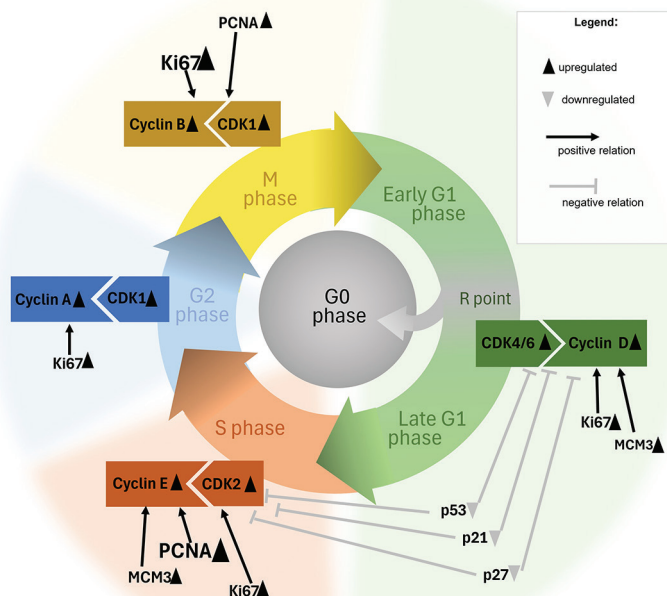 PCNA
Ki67
Cyclin B
CDK1
Legend:
upregulated
downregulated
positive relation
negative relation
M
phase
Early G1
phase
G2
phase
G0
phase
R point
Cyclin A
CDK1
Ki67
CDK4/6
Cyclin D
Ki67
MCM3
S phase
Late G1
phase
Cyclin E
CDK2
MCM3
PCNA
Ki67
p53
p21
p27